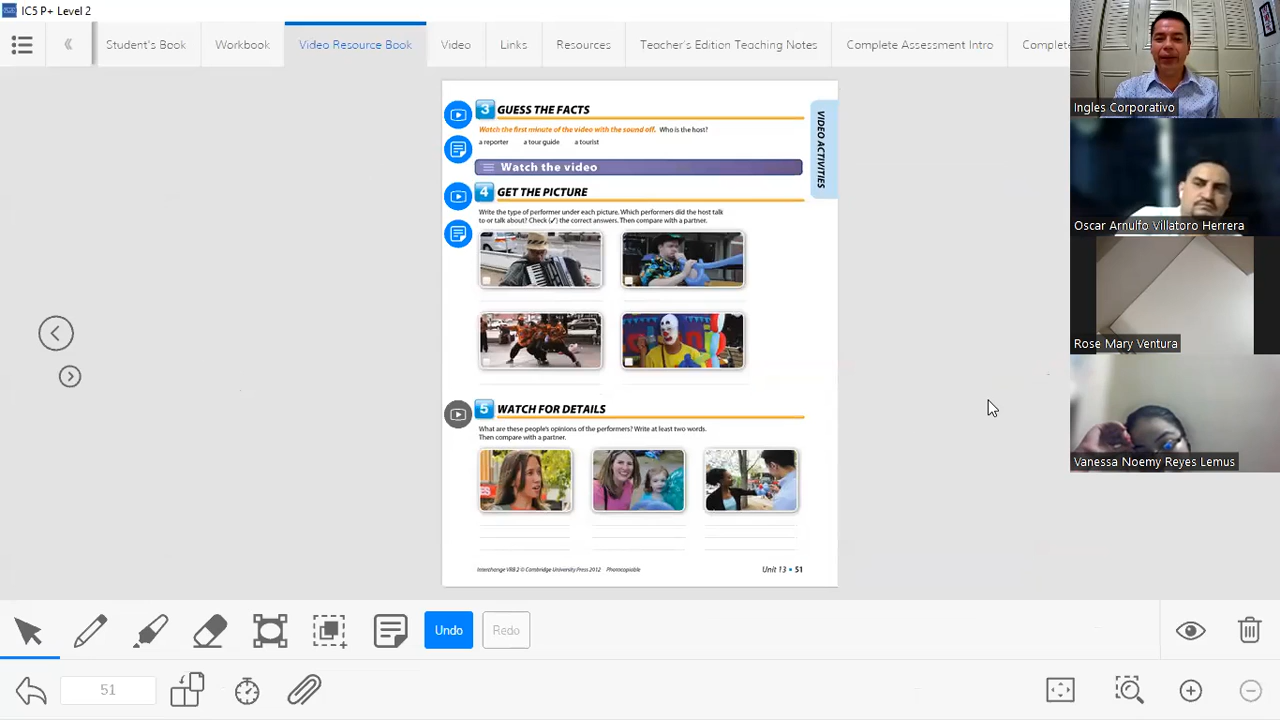 IC5 P+ Level 2
Student's Book
Workbook
Video Resource Book
Video
Links
Resources
Teacher's Edition Teaching Notes
Complete Assessment Intro
Complete
3 GUESS THE FACTS
Watch the first minute of the video with the sound off. Who is the host?
a reporter a tour guide a tourist
Watch the video
4 GET THE PICTURE
Write the type of performer under each picture. Which performers did the host talk
to or talk about? Check (✓) the correct answers. Then compare with a partner.
5 WATCH FOR DETAILS
What are these people's opinions of the performers? Write at least two words.
Then compare with a partner.
Interchange VRB 2 © Cambridge University Press 2012 Photocopiable
Unit 13 • 51
VIDEO ACTIVITIES
Ingles Corporativo
Oscar Arnulfo Villatoro Herrera
Rose Mary Ventura
Vanessa Noemy Reyes Lemus
Undo
Redo
51